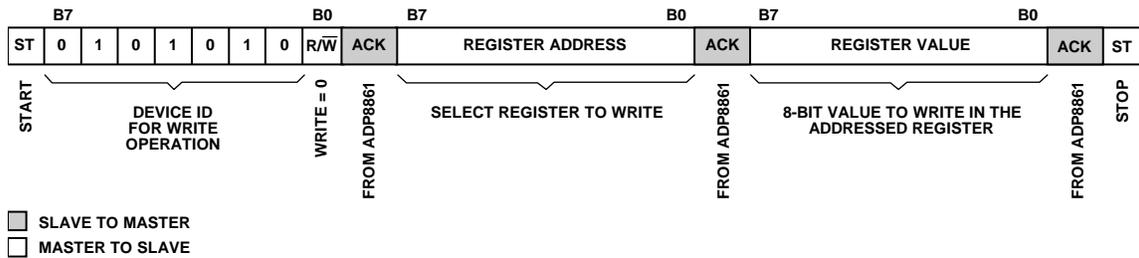 B7 B0 B7 B0 B7 B0
ST 0 1 0 1 0 1 0 R/W̅ ACK REGISTER ADDRESS ACK REGISTER VALUE ACK ST
START
DEVICE ID
FOR WRITE
OPERATION
WRITE = 0
FROM ADP8861
SELECT REGISTER TO WRITE
FROM ADP8861
8-BIT VALUE TO WRITE IN THE
ADDRESSED REGISTER
FROM ADP8861
STOP
SLAVE TO MASTER
MASTER TO SLAVE